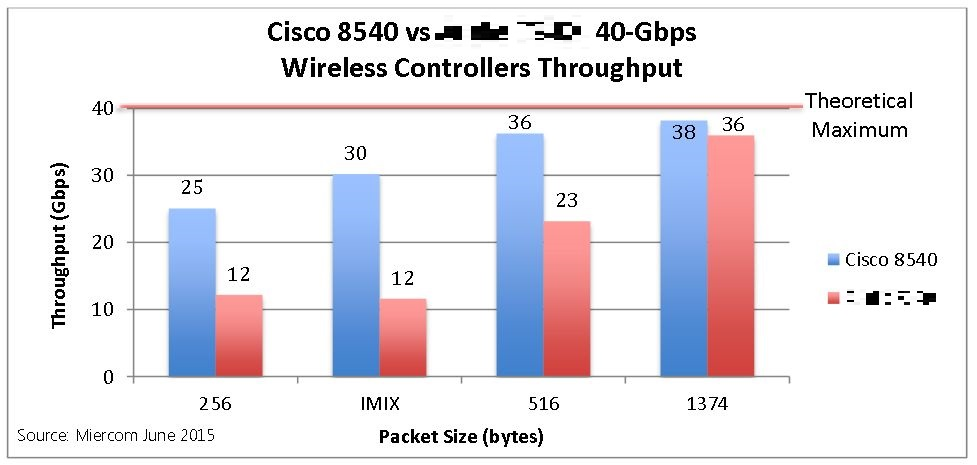 Cisco 8540 vs 40-Gbps
Wireless Controllers Throughput
Theoretical
Maximum
Throughput (Gbps)
40
30
20
10
0
25
12
30
12
36
23
38
36
Cisco 8540
256
IMIX
516
1374
Packet Size (bytes)
Source: Miercom June 2015